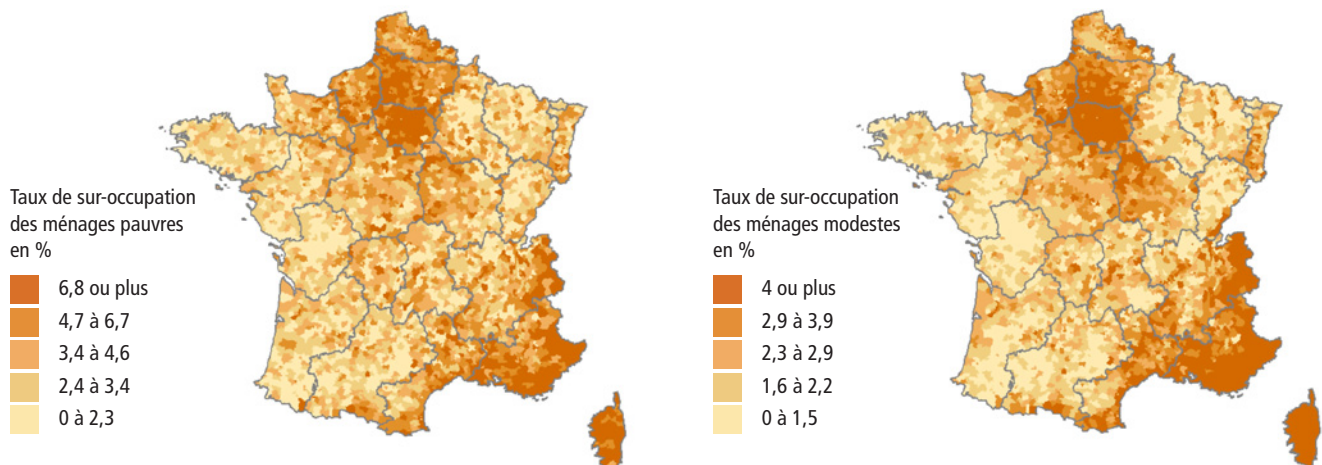 Taux de sur-occupation
des ménages pauvres
en %
6,8 ou plus
4,7 à 6,7
3,4 à 4,6
2,4 à 3,4
0 à 2,3
Taux de sur-occupation
des ménages modestes
en %
4 ou plus
2,9 à 3,9
2,3 à 2,9
1,6 à 2,2
0 à 1,5